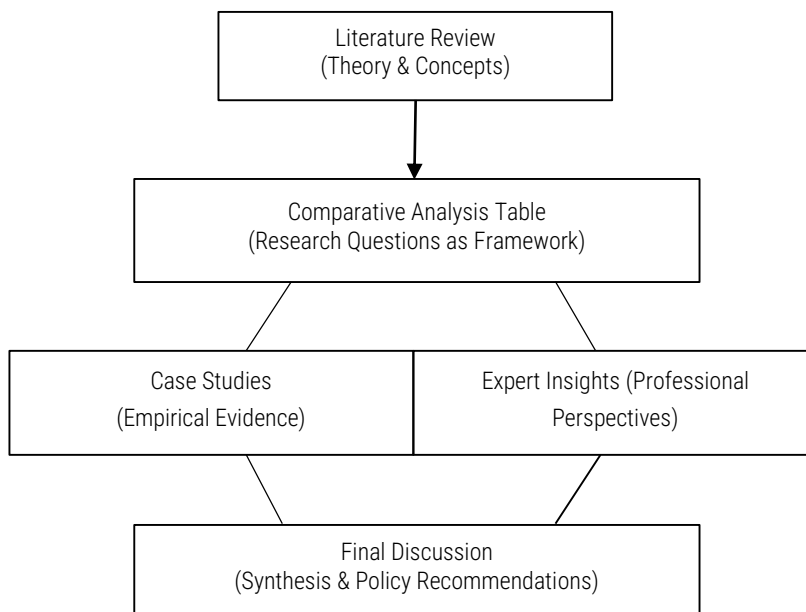 Literature Review
(Theory & Concepts)
Comparative Analysis Table
(Research Questions as Framework)
Case Studies
(Empirical Evidence)
Expert Insights (Professional
Perspectives)
Final Discussion
(Synthesis & Policy Recommendations)